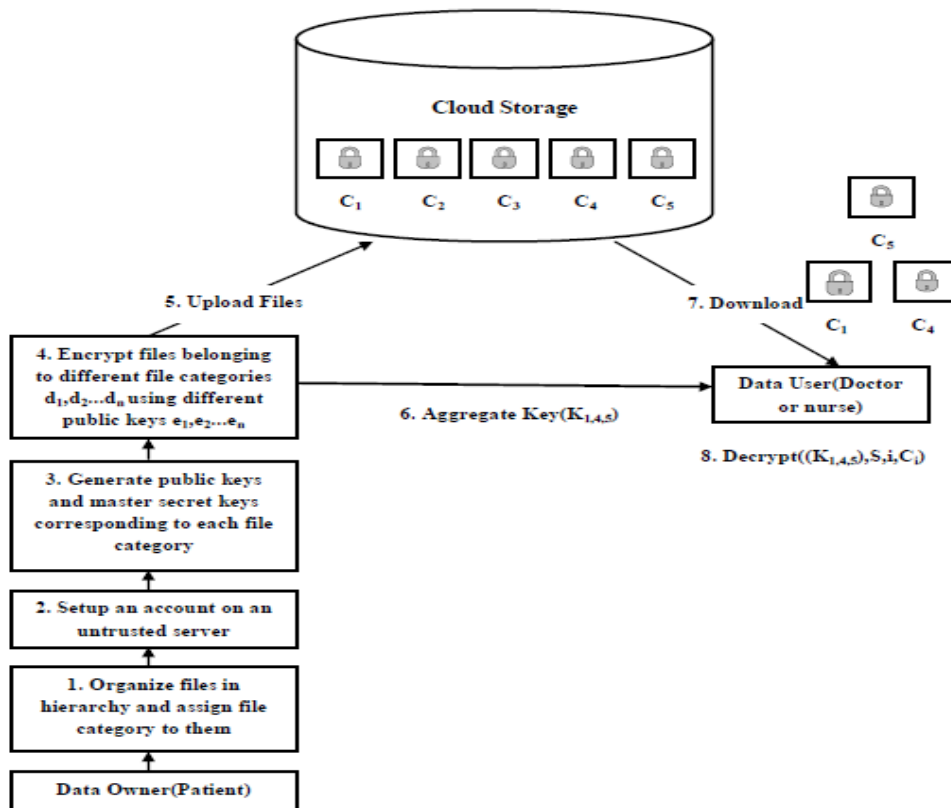 Cloud Storage
C₁ C₂ C₃ C₄ C₅
C₅
C₁ C₄
5. Upload Files
7. Download
4. Encrypt files belonging
to different file categories
d₁,d₂...dₙ using different
public keys e₁,e₂...eₙ
6. Aggregate Key(K₁,₄,₅)
Data User(Doctor
or nurse)
8. Decrypt((K₁,₄,₅),S,i,Cᵢ)
3. Generate public keys
and master secret keys
corresponding to each file
category
2. Setup an account on an
untrusted server
1. Organize files in
hierarchy and assign file
category to them
Data Owner(Patient)